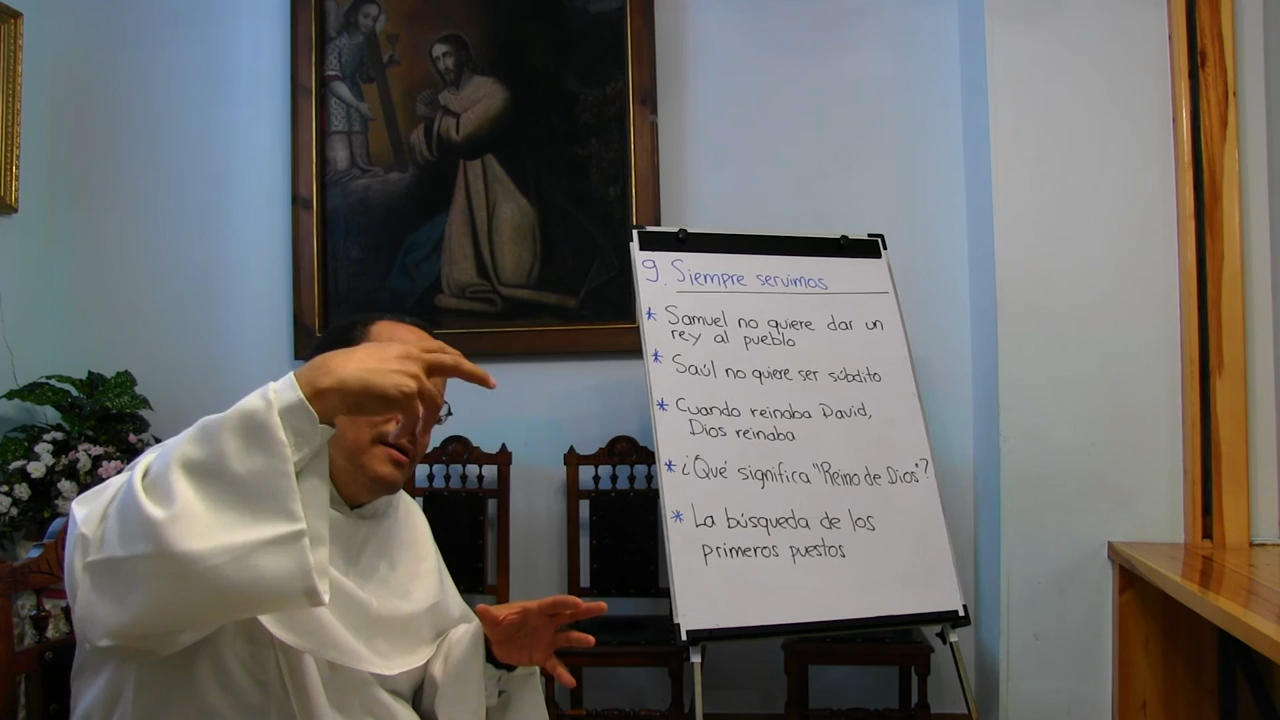 9. Siempre servimos
* Samuel no quiere dar un
rey al pueblo
* Saúl no quiere ser súbdito
* Cuando reinaba David,
Dios reinaba
* ¿Qué significa "Reino de Dios"?
* La búsqueda de los
primeros puestos